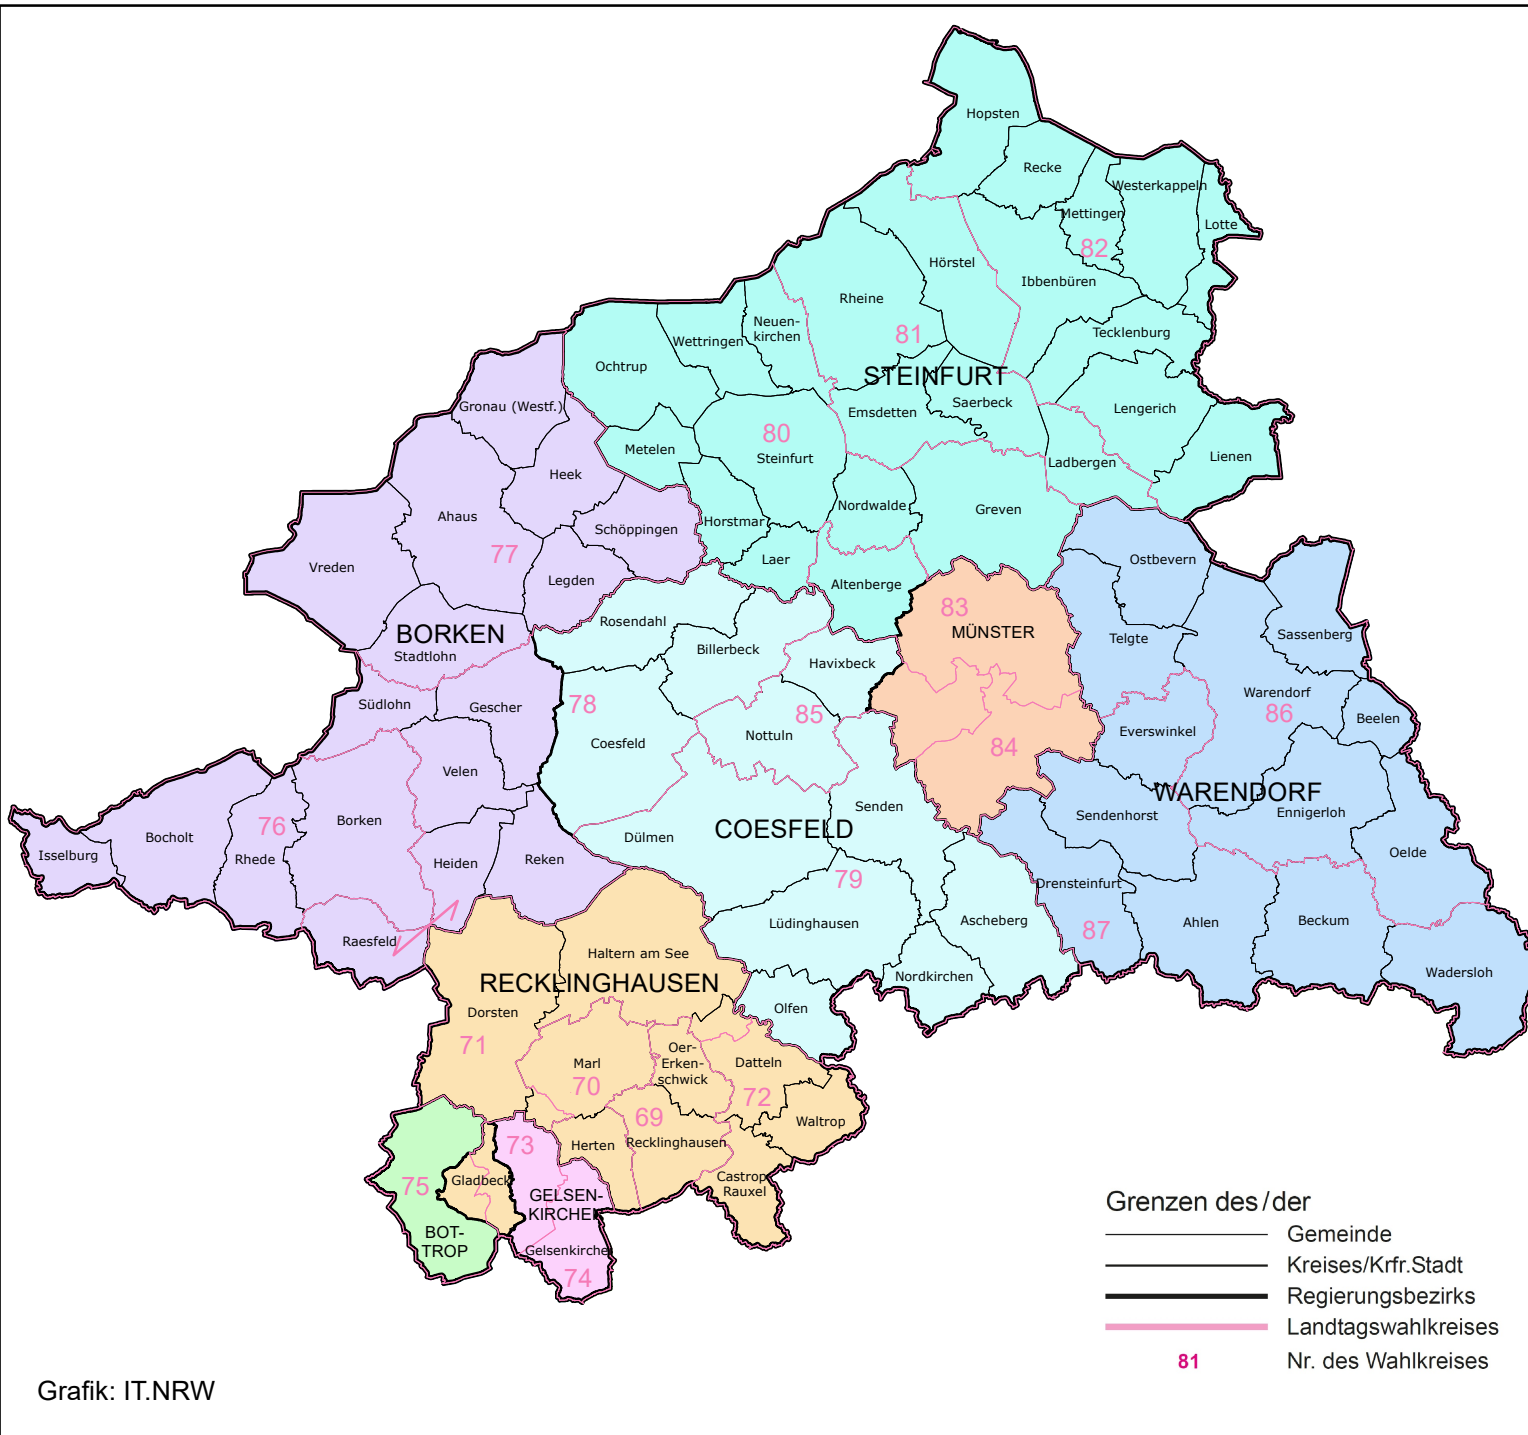 Hopsten
Recke
Westerkappeln
Mettingen
Lotte
82
Hörstel
Ibbenbüren
Rheine
Neuen-
kirchen
Wettringen
81
Tecklenburg
Ochtrup
STEINFURT
Saerbeck
Gronau (Westf.)
Emsdetten
Lengerich
80
Metelen
Steinfurt
Lienen
Ladbergen
Heek
Nordwalde
Greven
Ahaus
Horstmar
Schöppingen
77
Laer
Ostbevern
Vreden
Legden
Altenberge
83
Rosendahl
MÜNSTER
BORKEN
Stadtlohn
Billerbeck
Telgte
Sassenberg
Havixbeck
Warendorf
Südlohn
Gescher
78
85
86
Beelen
Coesfeld
Nottuln
Everswinkel
84
Velen
WARENDORF
Senden
Sendenhorst
Ennigerloh
Borken
76
COESFELD
Bocholt
Dülmen
Isselburg
Rhede
Heiden
Reken
Oelde
79
Drensteinfurt
Lüdinghausen
Ascheberg
Ahlen
Beckum
87
Raesfeld
Haltern am See
RECKLINGHAUSEN
Nordkirchen
Wadersloh
Dorsten
Olfen
71
Marl
Oer-
Erken-
schwick
Datteln
70
72
69
Waltrop
73
Herten
Recklinghausen
75
Gladbeck
Castrop
Rauxel
GELSEN-
KIRCHEN
BOT-
TROP
Gelsenkirche
74
Grenzen des/der
Gemeinde
Kreises/Krfr.Stadt
Regierungsbezirks
Landtagswahlkreises
81 Nr. des Wahlkreises
Grafik: IT.NRW